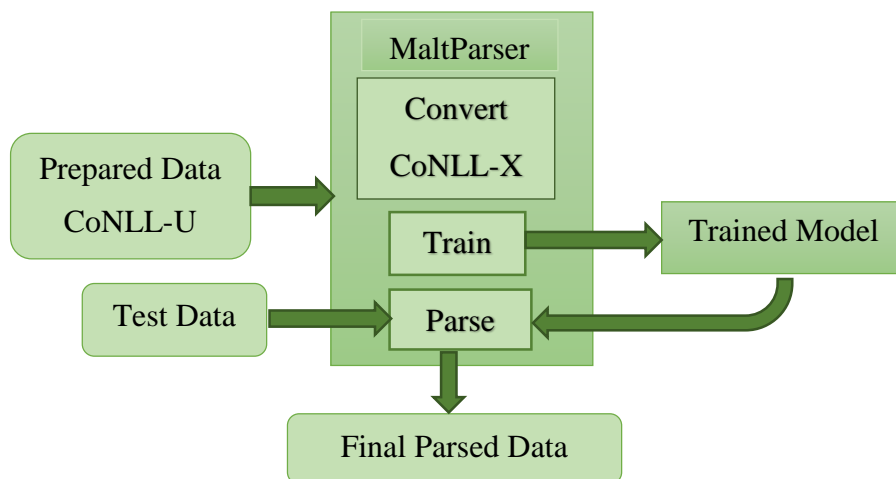 MaltParser
Convert
CoNLL-X
Prepared Data
CoNLL-U
Train
Trained Model
Test Data
Parse
Final Parsed Data